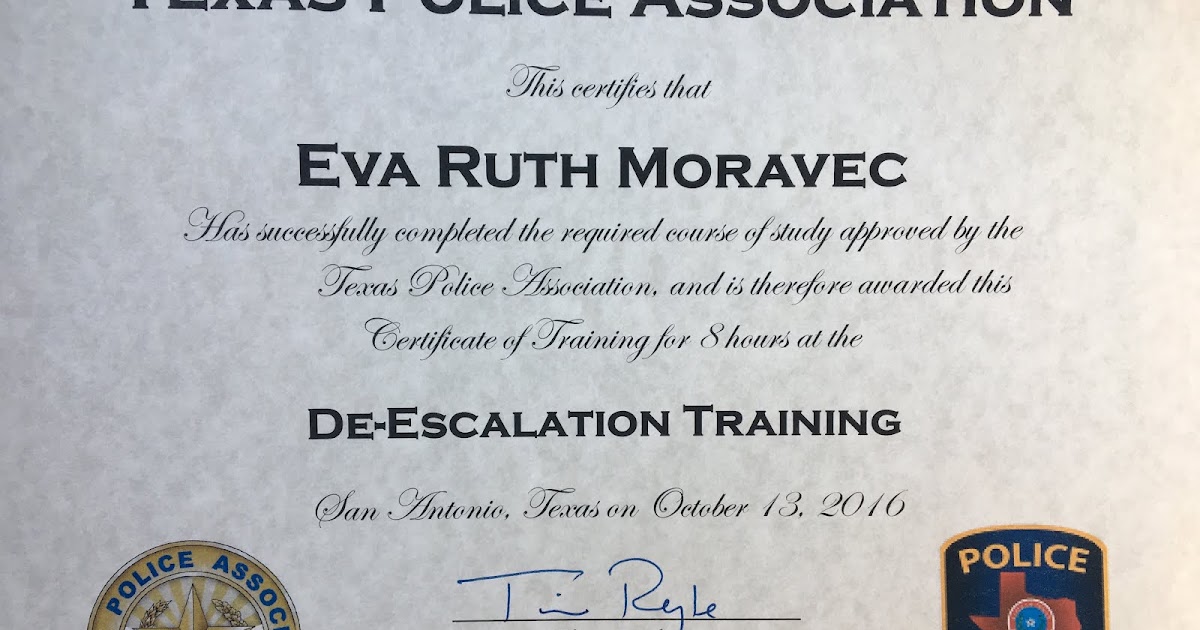 TEXAS POLICE ASSOCIATION
This certifies that
EVA RUTH MORAVEC
Has successfully completed the required course of study approved by the
Texas Police Association, and is therefore awarded this
Certificate of Training for 8 hours at the
DE-ESCALATION TRAINING
San Antonio, Texas on October 13, 2016
POLICE ASSOCI
POLICE